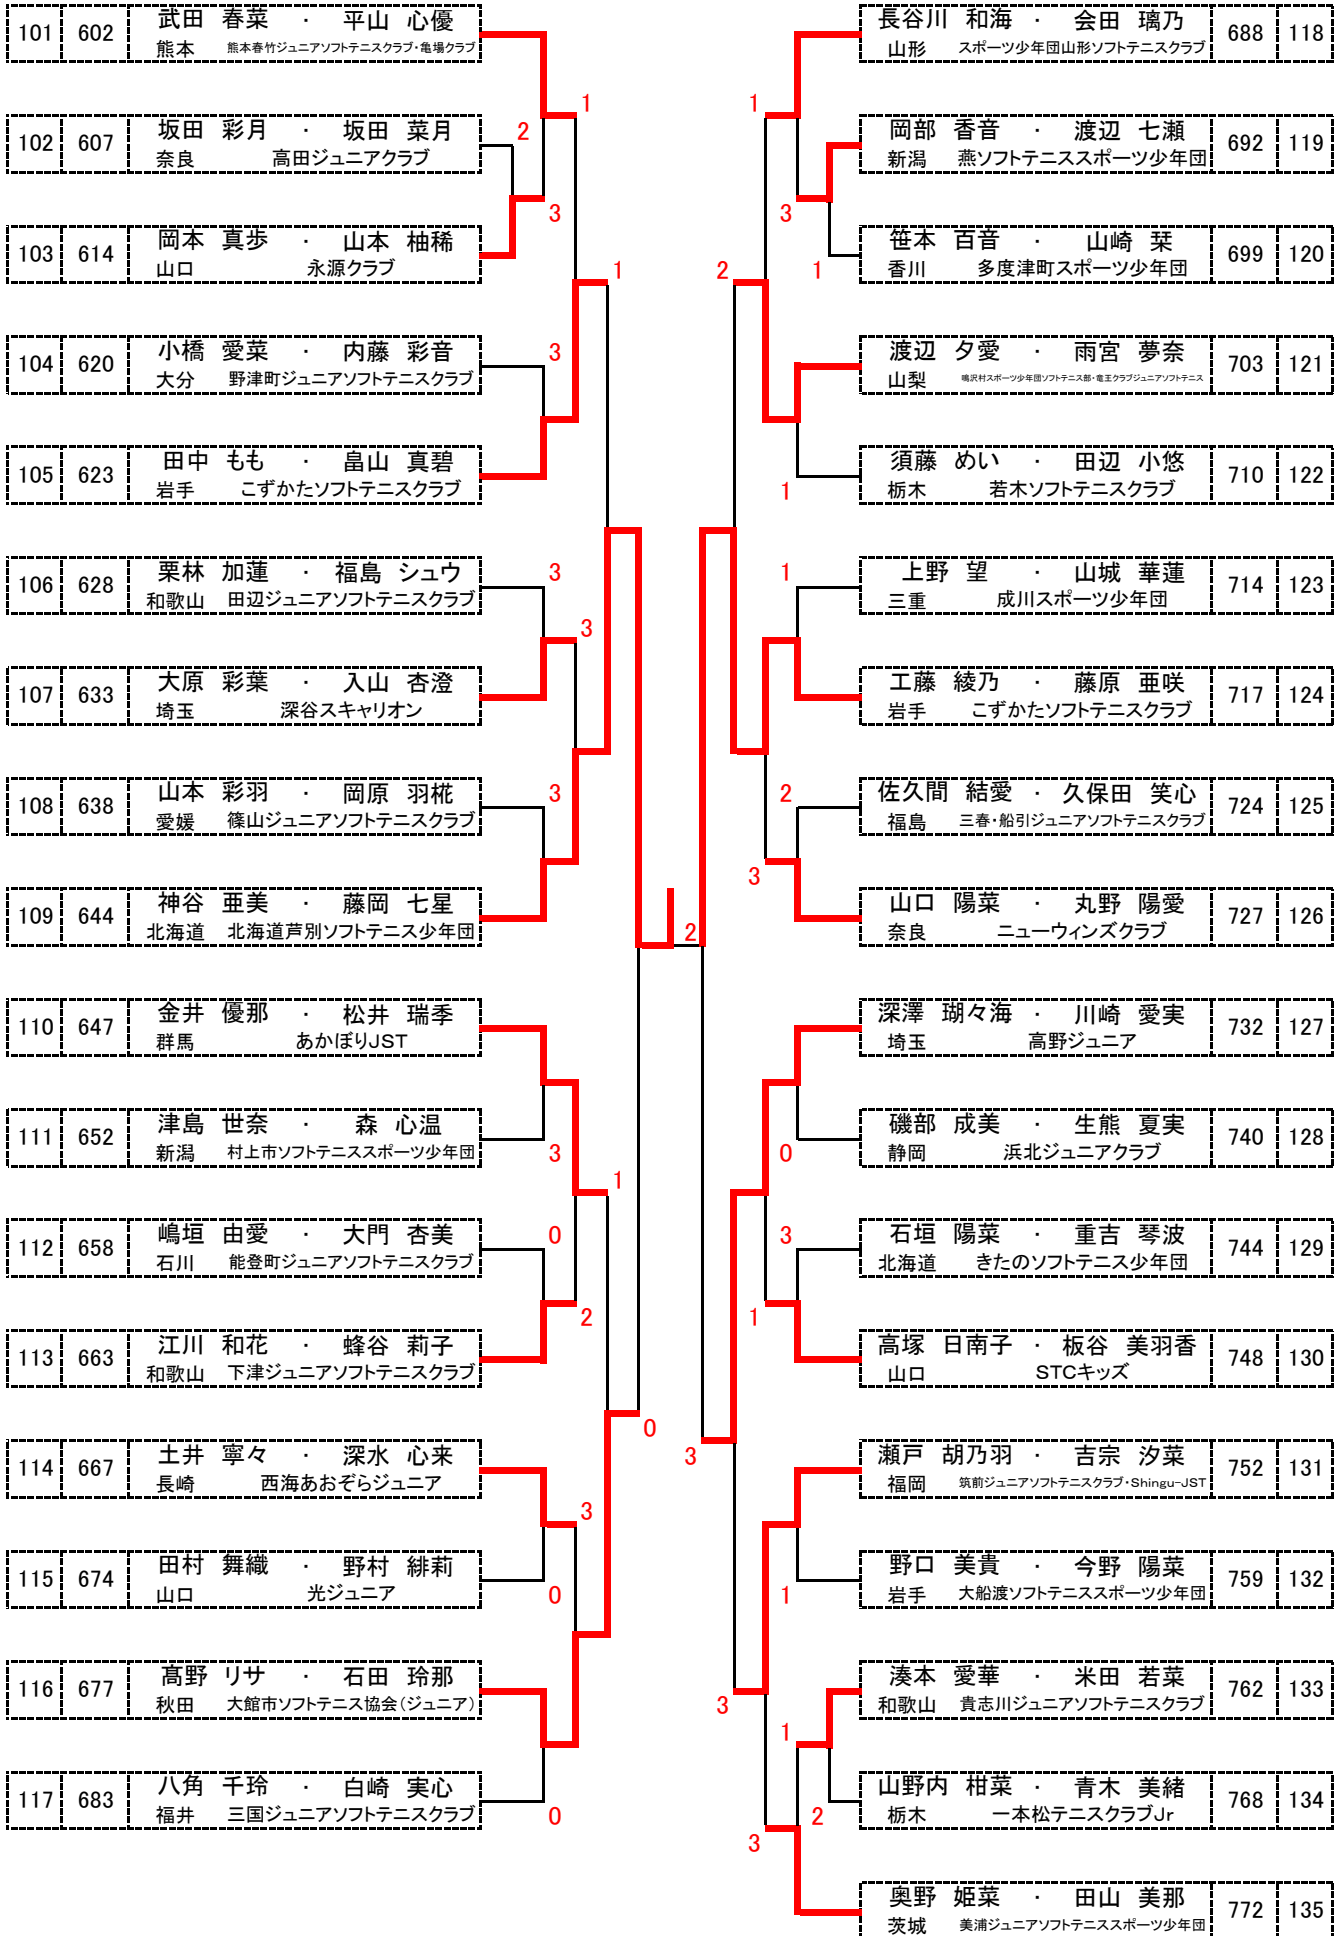 101 602 武田 春菜 ・ 平山 心優
熊本 熊本春竹ジュニアソフトテニスクラブ・亀場クラブ
102 607 坂田 彩月 ・ 坂田 菜月
奈良 高田ジュニアクラブ
103 614 岡本 真歩 ・ 山本 柚稀
山口 永源クラブ
104 620 小橋 愛菜 ・ 内藤 彩音
大分 野津町ジュニアソフトテニスクラブ
105 623 田中 もも ・ 畠山 真碧
岩手 こずかたソフトテニスクラブ
106 628 栗林 加蓮 ・ 福島 シュウ
和歌山 田辺ジュニアソフトテニスクラブ
107 633 大原 彩葉 ・ 入山 杏澄
埼玉 深谷スキャリオン
108 638 山本 彩羽 ・ 岡原 羽椛
愛媛 篠山ジュニアソフトテニスクラブ
109 644 神谷 亜美 ・ 藤岡 七星
北海道 北海道芦別ソフトテニス少年団
110 647 金井 優那 ・ 松井 瑞季
群馬 あかぼりJST
111 652 津島 世奈 ・ 森 心温
新潟 村上市ソフトテニススポーツ少年団
112 658 嶋垣 由愛 ・ 大門 杏美
石川 能登町ジュニアソフトテニスクラブ
113 663 江川 和花 ・ 蜂谷 莉子
和歌山 下津ジュニアソフトテニスクラブ
114 667 土井 寧々 ・ 深水 心来
長崎 西海あおぞらジュニア
115 674 田村 舞織 ・ 野村 緋莉
山口 光ジュニア
116 677 髙野 リサ ・ 石田 玲那
秋田 大館市ソフトテニス協会(ジュニア)
117 683 八角 千玲 ・ 白崎 実心
福井 三国ジュニアソフトテニスクラブ
1
2
3
1
3
3
3
3
3
1
0
2
0
3
0
0
2
1
3
1
2
1
1
2
3
0
3
1
3
1
3
1
2
3
長谷川 和海 ・ 会田 璃乃 688 118
山形 スポーツ少年団山形ソフトテニスクラブ
岡部 香音 ・ 渡辺 七瀬 692 119
新潟 燕ソフトテニススポーツ少年団
笹本 百音 ・ 山崎 栞 699 120
香川 多度津町スポーツ少年団
渡辺 夕愛 ・ 雨宮 夢奈 703 121
山梨 鳴沢村スポーツ少年団ソフトテニス部・竜王クラブジュニアソフトテニス
須藤 めい ・ 田辺 小悠 710 122
栃木 若木ソフトテニスクラブ
上野 望 ・ 山城 華蓮 714 123
三重 成川スポーツ少年団
工藤 綾乃 ・ 藤原 亜咲 717 124
岩手 こずかたソフトテニスクラブ
佐久間 結愛 ・ 久保田 笑心 724 125
福島 三春・船引ジュニアソフトテニスクラブ
山口 陽菜 ・ 丸野 陽愛 727 126
奈良 ニューウィンズクラブ
深澤 瑚々海 ・ 川崎 愛実 732 127
埼玉 高野ジュニア
磯部 成美 ・ 生熊 夏実 740 128
静岡 浜北ジュニアクラブ
石垣 陽菜 ・ 重吉 琴波 744 129
北海道 きたのソフトテニス少年団
高塚 日南子 ・ 板谷 美羽香 748 130
山口 STCキッズ
瀬戸 胡乃羽 ・ 吉宗 汐菜 752 131
福岡 筑前ジュニアソフトテニスクラブ・Shingu-JST
野口 美貴 ・ 今野 陽菜 759 132
岩手 大船渡ソフトテニススポーツ少年団
湊本 愛華 ・ 米田 若菜 762 133
和歌山 貴志川ジュニアソフトテニスクラブ
山野内 柑菜 ・ 青木 美緒 768 134
栃木 一本松テニスクラブJr
奥野 姫菜 ・ 田山 美那 772 135
茨城 美浦ジュニアソフトテニススポーツ少年団